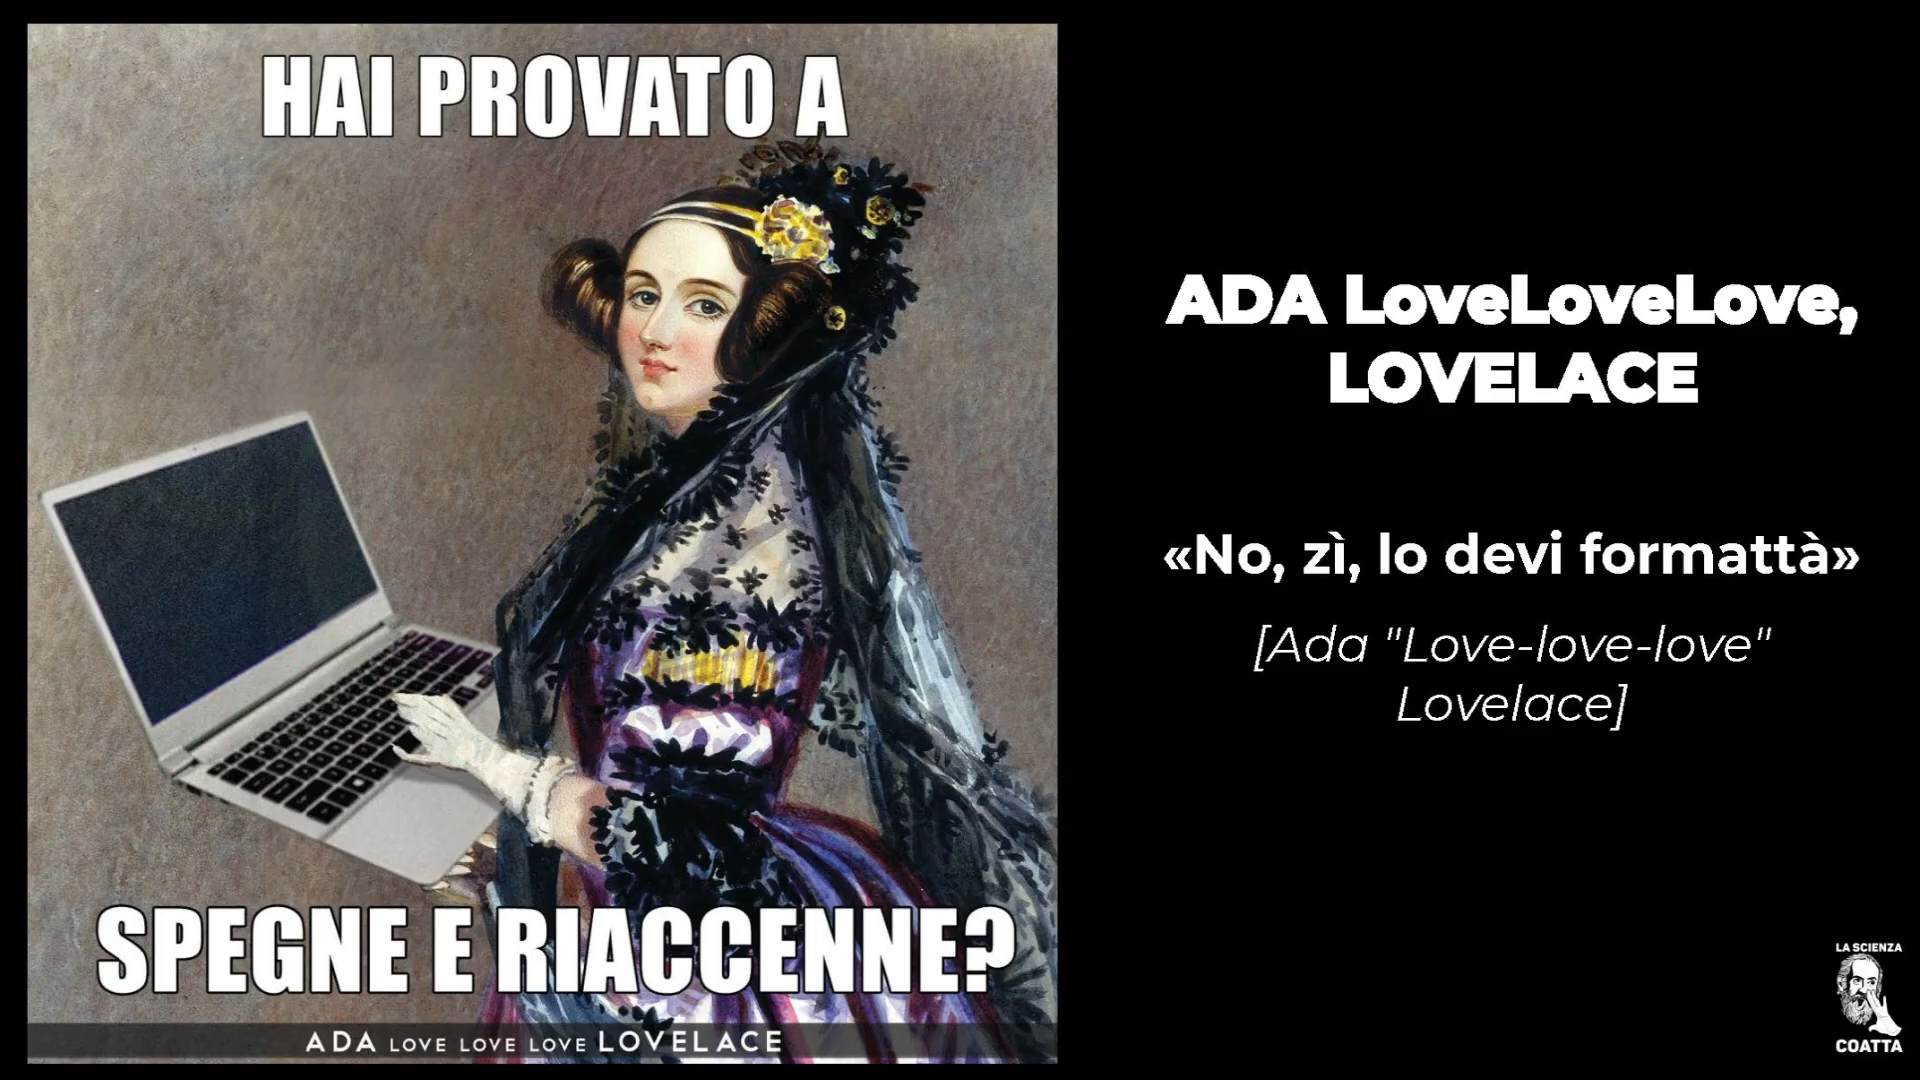 HAI PROVATO A
SPEGNE E RIACCENNE?
ADA LOVE LOVE LOVE LOVELACE
ADA LoveLoveLove,
LOVELACE
«No, zì, lo devi formattà»
[Ada "Love-love-love"
Lovelace]
LA SCIENZA
COATTA